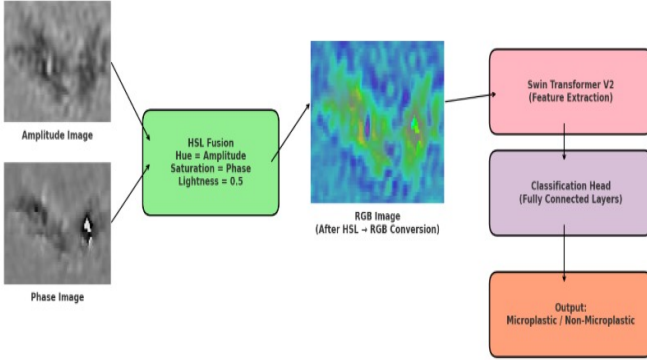 Amplitude Image
Phase Image
HSL Fusion
Hue = Amplitude
Saturation = Phase
Lightness = 0.5
RGB Image
(After HSL → RGB Conversion)
Swin Transformer V2
(Feature Extraction)
Classification Head
(Fully Connected Layers)
Output:
Microplastic / Non-Microplastic